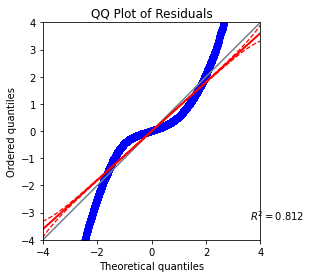 QQ Plot of Residuals
4
3
2
1
0
−1
−2
−3
−4
Ordered quantiles
R² = 0.812
−4 −2 0 2 4
Theoretical quantiles